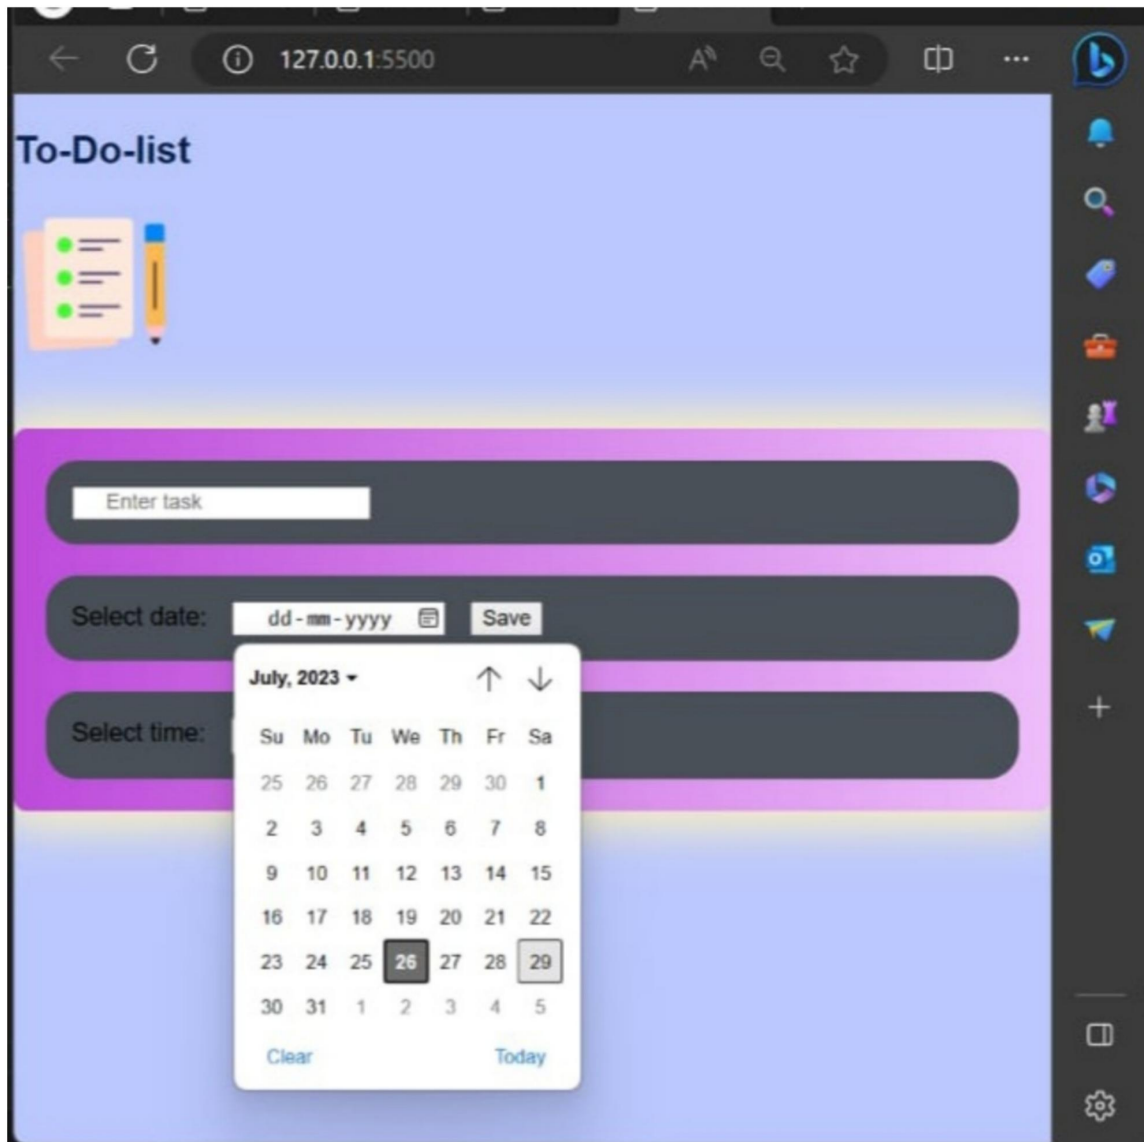 127.0.0.1:5500
To-Do-list
Enter task
Select date: dd-mm-yyyy Save
July, 2023
Select time:
Su Mo Tu We Th Fr Sa
25 26 27 28 29 30 1
2 3 4 5 6 7 8
9 10 11 12 13 14 15
16 17 18 19 20 21 22
23 24 25 26 27 28 29
30 31 1 2 3 4 5
Clear Today